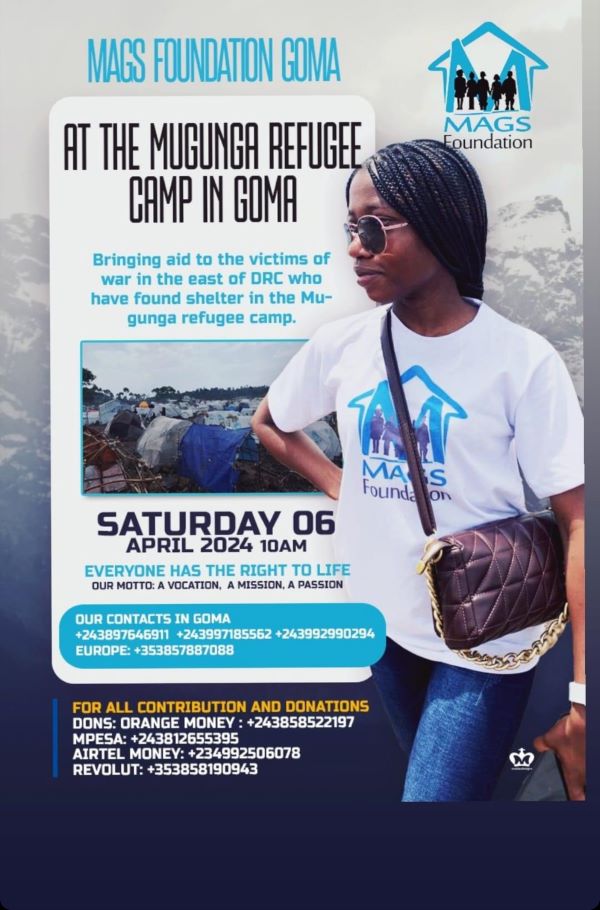 MAGS FOUNDATION GOMA
MAGS
Foundation
AT THE MUGUNGA REFUGEE
CAMP IN GOMA
Bringing aid to the victims of
war in the east of DRC who
have found shelter in the Mu-
gunga refugee camp.
MAGS
Foundation
SATURDAY 06
APRIL 2024 10AM
EVERYONE HAS THE RIGHT TO LIFE
OUR MOTTO: A VOCATION, A MISSION, A PASSION
OUR CONTACTS IN GOMA
+243897646911 +243997185562 +243992990294
EUROPE: +353857887088
FOR ALL CONTRIBUTION AND DONATIONS
DONS: ORANGE MONEY : +243858522197
MPESA: +243812655395
AIRTEL MONEY: +234992506078
REVOLUT: +353858190943